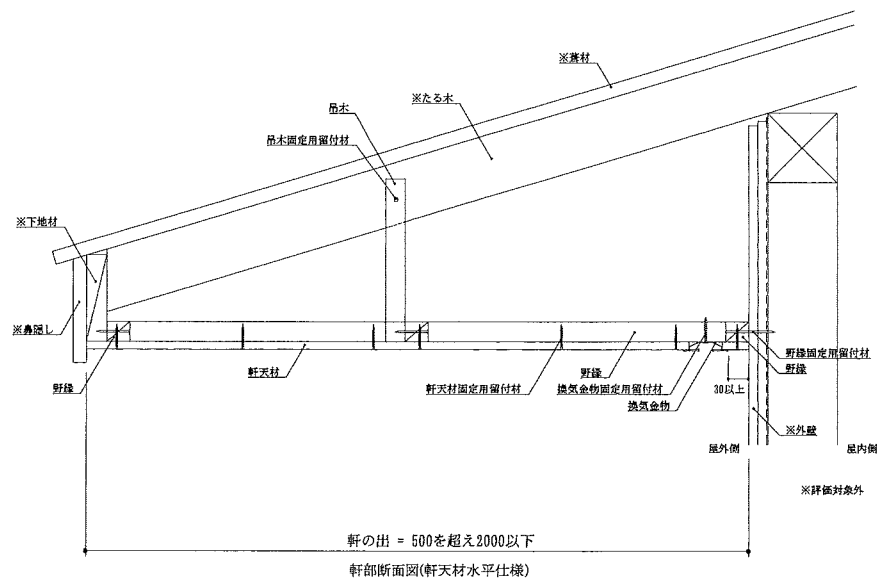 ※葺材
※たる木
吊木
吊木固定用留付材
※下地材
※鼻隠し
野縁
軒天材
軒天材固定用留付材
野縁
換気金物固定用留付材
換気金物
30以上
野縁固定用留付材
野縁
※外壁
屋外側
屋内側
※評価対象外
軒の出 = 500を超え2000以下
軒部断面図(軒天材水平仕様)